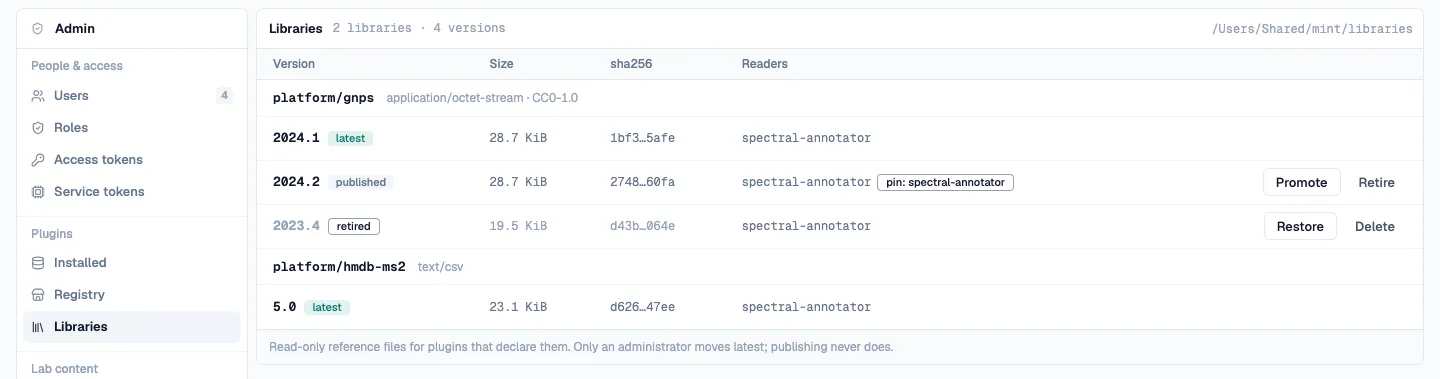 Admin
People & access
Users 4
Roles
Access tokens
Service tokens
Plugins
Installed
Registry
Libraries
Lab content
Libraries 2 libraries · 4 versions /Users/Shared/mint/libraries
Version Size sha256 Readers
platform/gnps application/octet-stream · CC0-1.0
2024.1 latest 28.7 KiB 1bf3…5afe spectral-annotator
2024.2 published 28.7 KiB 2748…60fa spectral-annotator pin: spectral-annotator Promote Retire
2023.4 retired 19.5 KiB d43b…064e spectral-annotator Restore Delete
platform/hmdb-ms2 text/csv
5.0 latest 23.1 KiB d626…47ee spectral-annotator
Read-only reference files for plugins that declare them. Only an administrator moves latest; publishing never does.